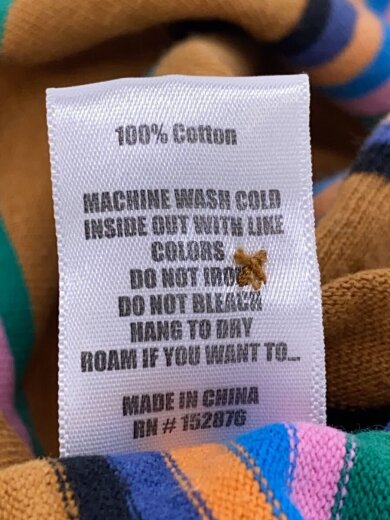 100% Cotton
MACHINE WASH COLD
INSIDE OUT WITH LIKE
COLORS
DO NOT IRON
DO NOT BLEACH
HANG TO DRY
ROAM IF YOU WANT TO...
MADE IN CHINA
RN # 152876